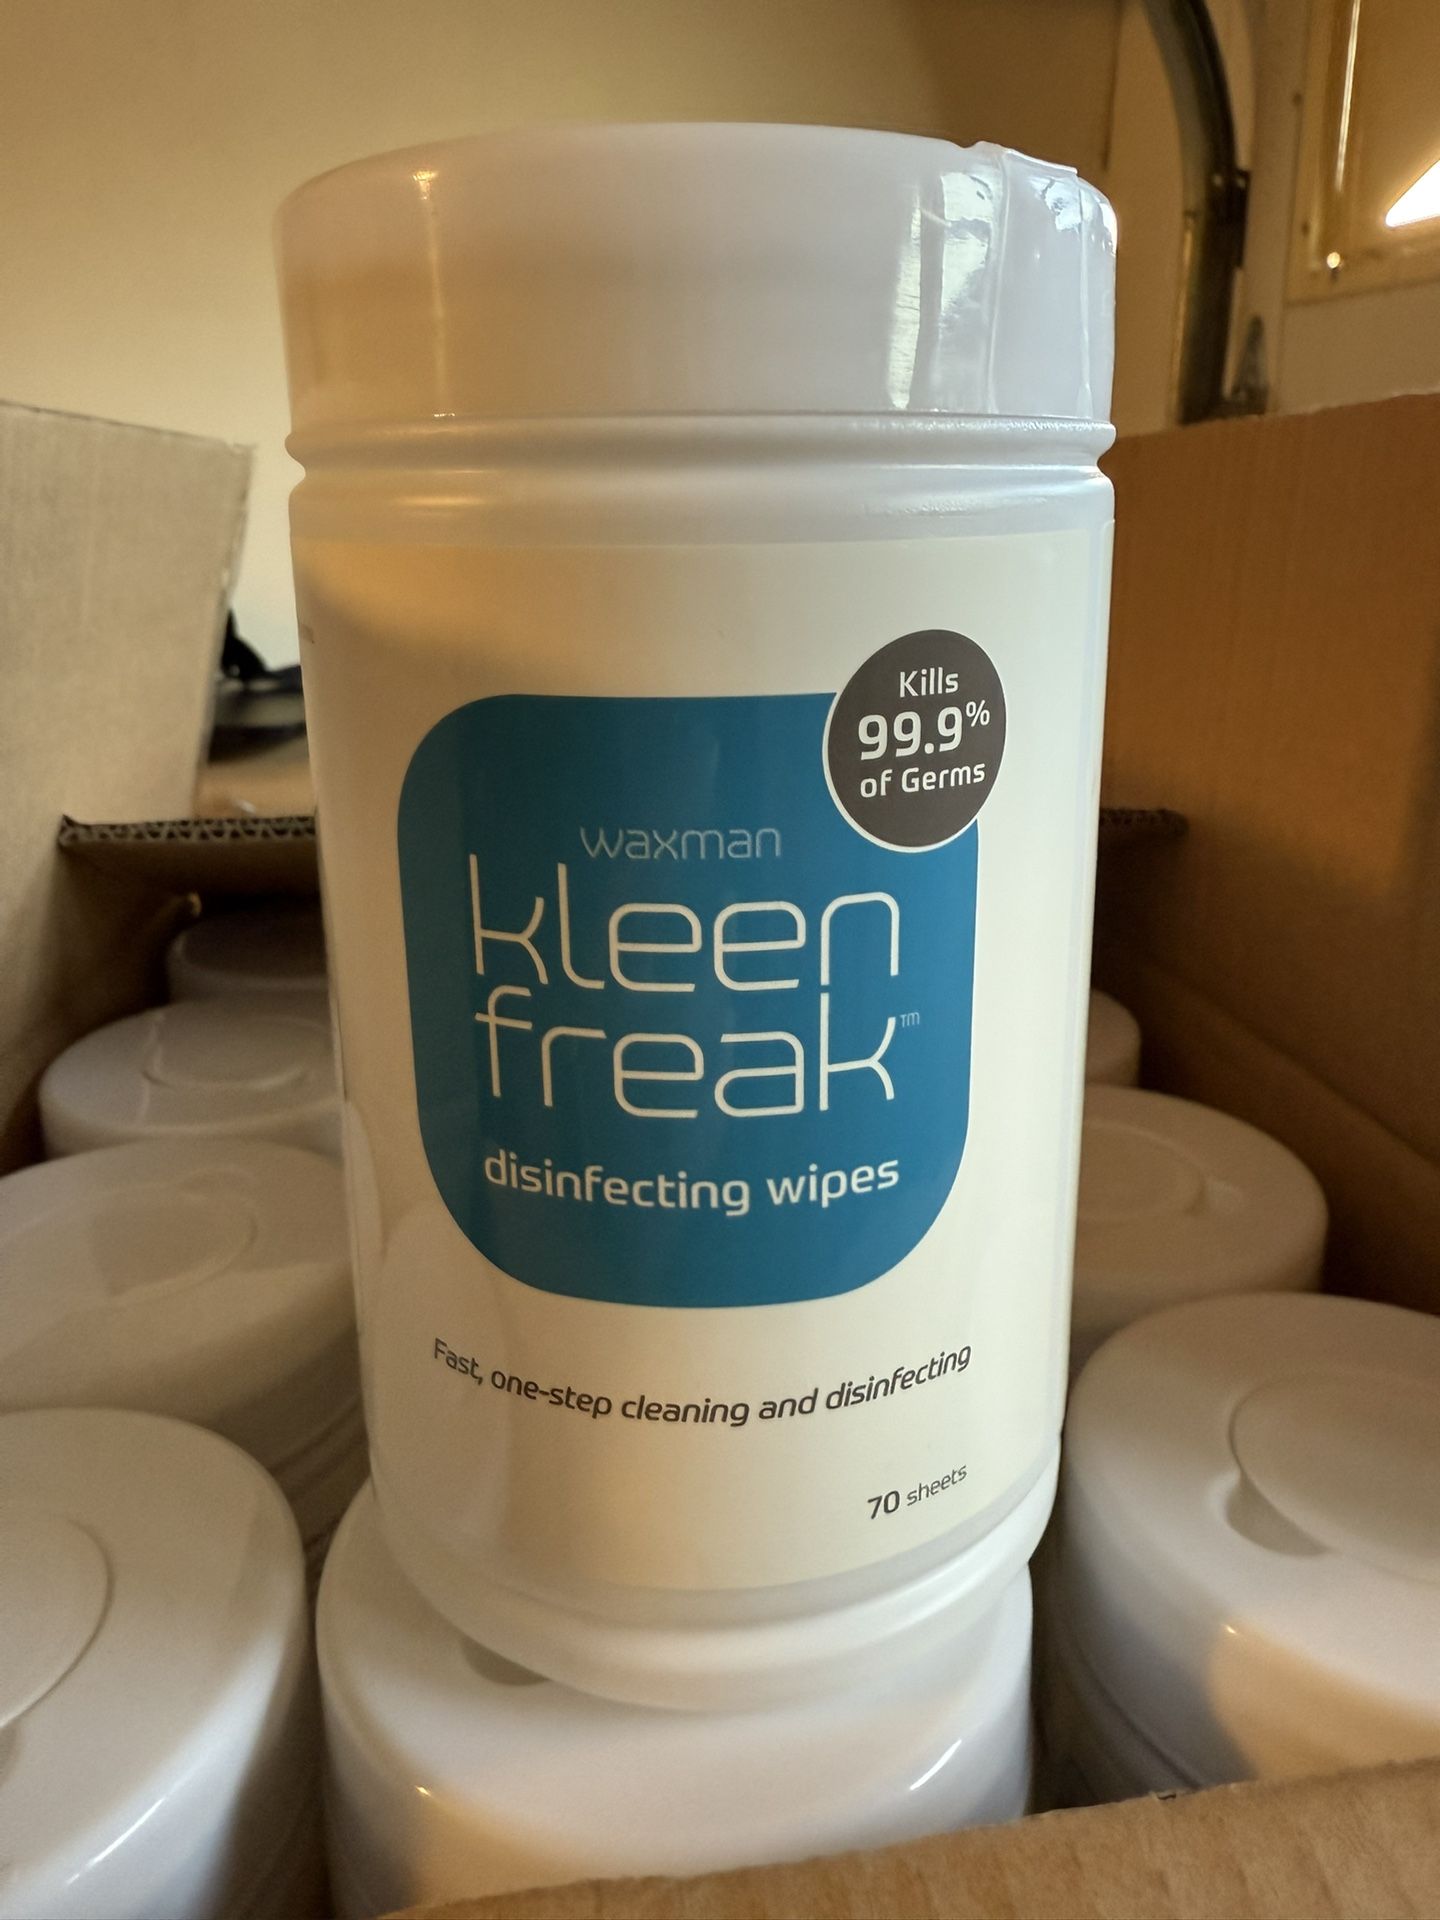 Kills
99.9%
of Germs
waxman
kleen
freak™
disinfecting wipes
Fast, one-step cleaning and disinfecting
70 sheets